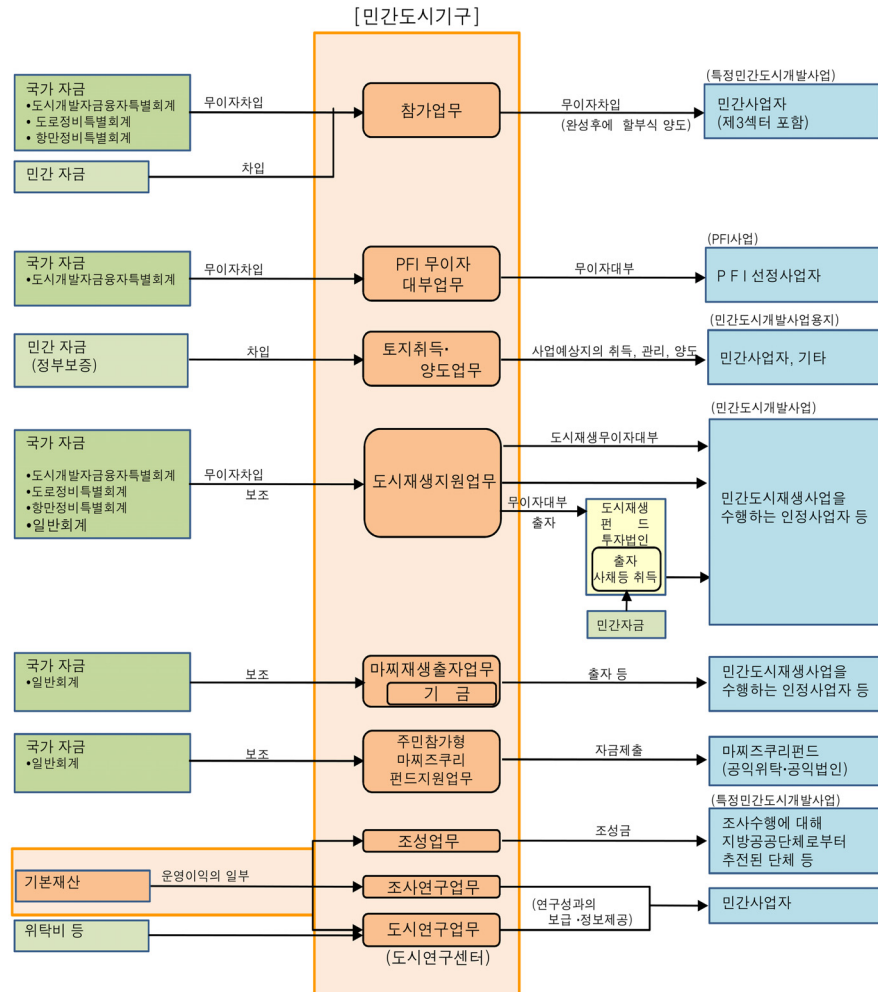 [민간도시기구]
국가 자금
•도시개발자금융자특별회계
• 도로정비특별회계
• 항만정비특별회계
무이자차입
참가업무
무이자차입
(완성후에 할부식 양도)
(특정민간도시개발사업)
민간사업자
(제3섹터 포함)
민간 자금
차입
국가 자금
•도시개발자금융자특별회계
무이자차입
PFI 무이자
대부업무
무이자대부
(PFI사업)
P F I 선정사업자
민간 자금
(정부보증)
차입
토지취득·
양도업무
사업예상지의 취득, 관리, 양도
(민간도시개발사업용지)
민간사업자, 기타
국가 자금
•도시개발자금융자특별회계
•도로정비특별회계
•항만정비특별회계
•일반회계
무이자차입
보조
도시재생지원업무
도시재생무이자대부
무이자대부
출자
도시재생
펀 드
투자법인
출자
사채등 취득
민간자금
(민간도시개발사업)
민간도시재생사업을
수행하는 인정사업자 등
국가 자금
•일반회계
보조
마찌재생출자업무
기 금
출자 등
민간도시재생사업을
수행하는 인정사업자 등
국가 자금
•일반회계
보조
주민참가형
마찌즈쿠리
펀드지원업무
자금제출
마찌즈쿠리펀드
(공익위탁·공익법인)
조성업무
조성금
(특정민간도시개발사업)
조사수행에 대해
지방공공단체로부터
추전된 단체 등
기본재산
운영이익의 일부
조사연구업무
(연구성과의
보급·정보제공)
민간사업자
위탁비 등
도시연구업무
(도시연구센터)